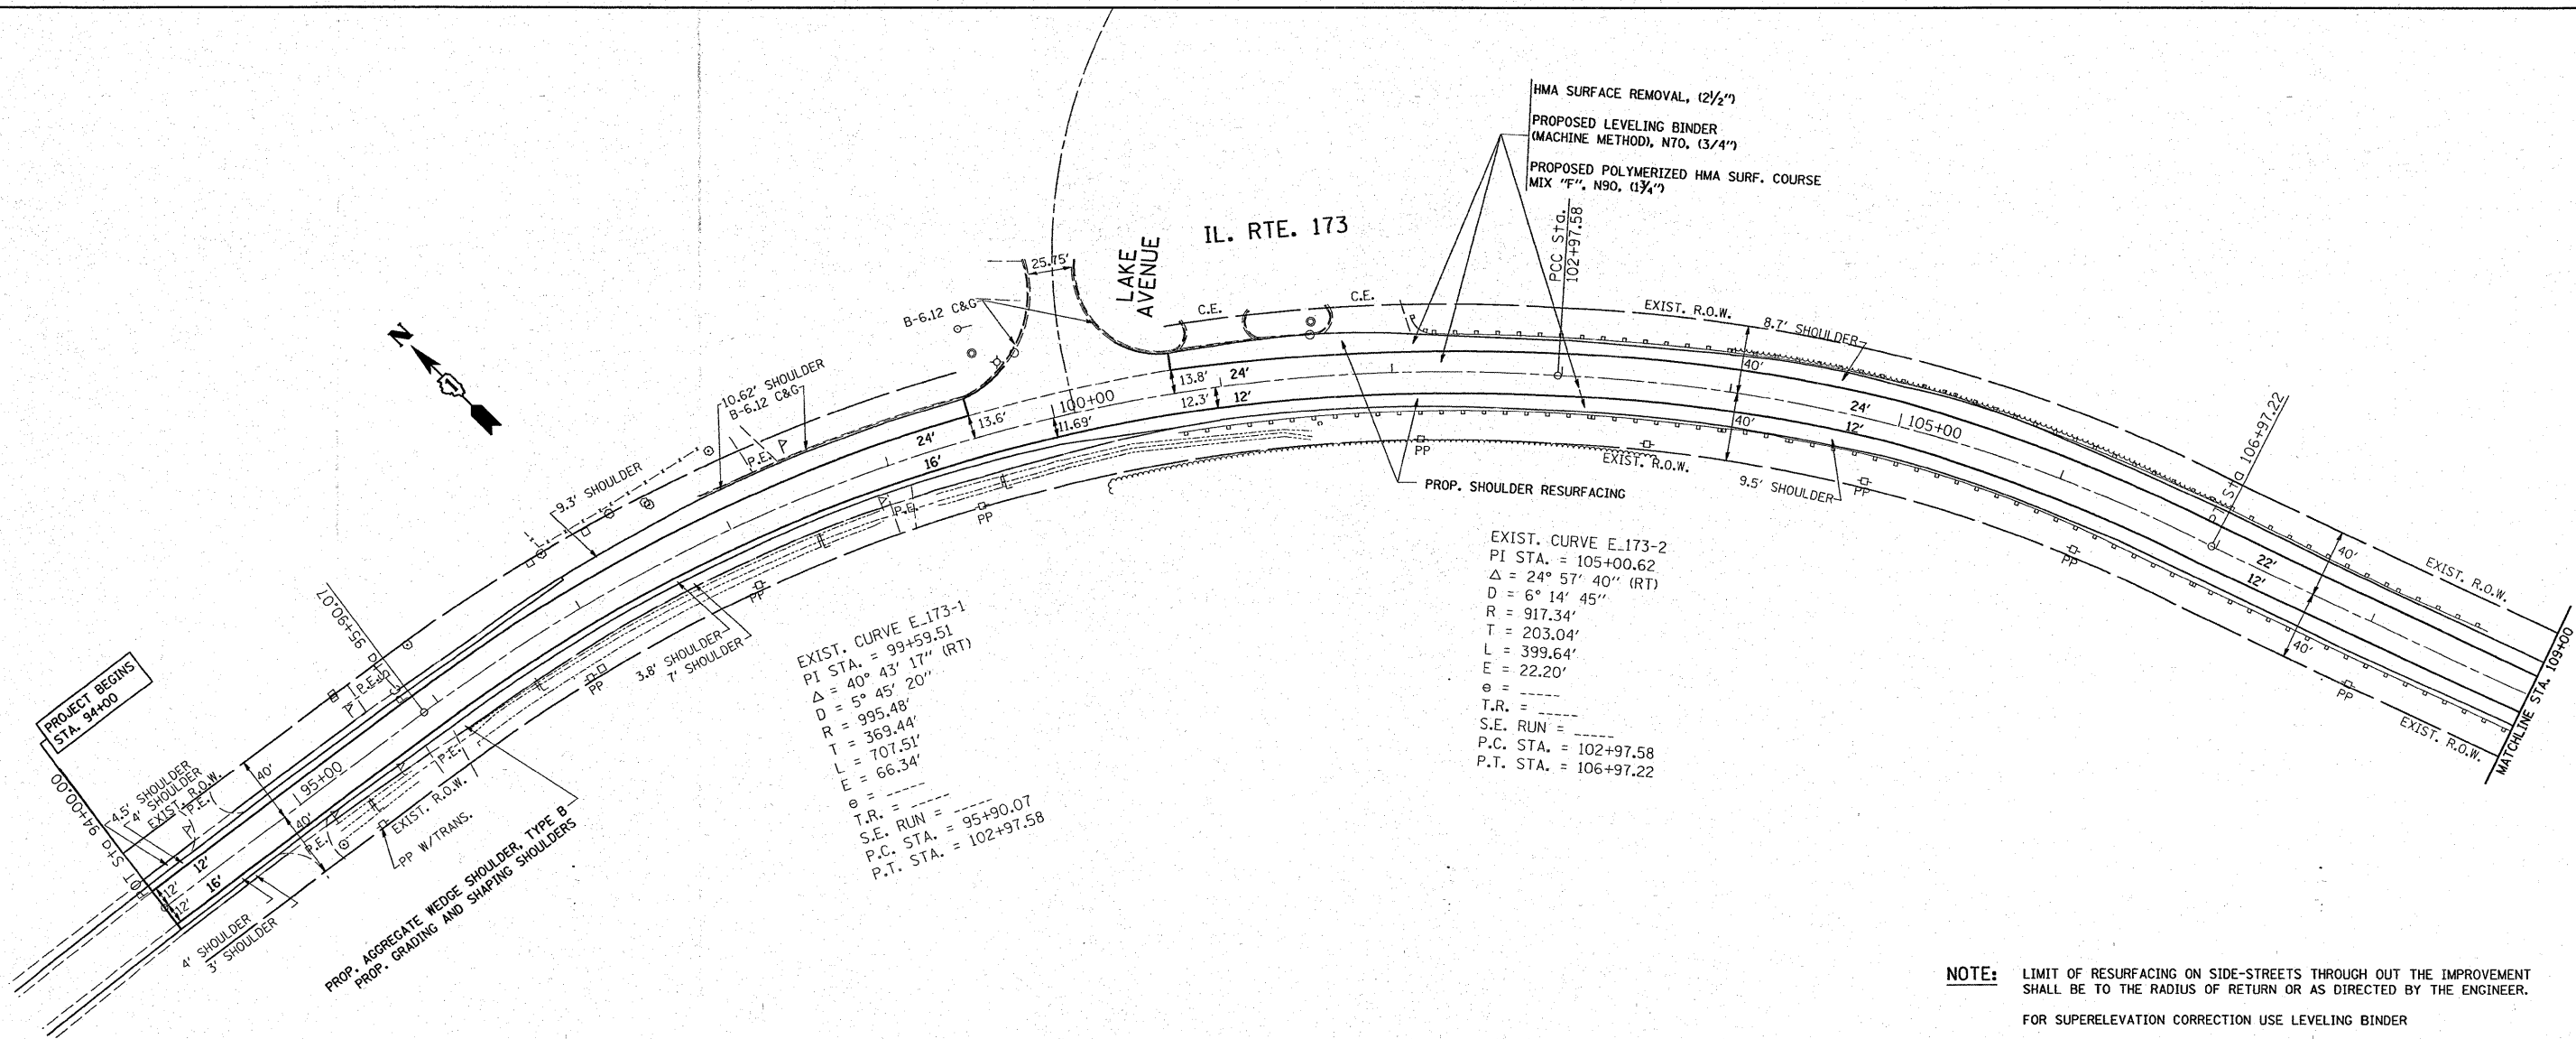 HMA SURFACE REMOVAL, (2 1/2")
PROPOSED LEVELING BINDER
(MACHINE METHOD), N70, (3/4")
PROPOSED POLYMERIZED HMA SURF. COURSE
MIX "F", N90, (1 3/4")
IL. RTE. 173
LAKE
AVENUE
25.75'
B-6.12 C&G
C.E.
C.E.
PCC Sta.
102+97.58
EXIST. R.O.W.
8.7' SHOULDER
N
1
10.62' SHOULDER
B-6.12 C&G
P.E.
9.3' SHOULDER
13.6'
24'
16'
11.69'
100+00
13.8'
24'
12.3'
12'
40'
40'
24'
12'
105+00
PP
EXIST. R.O.W.
9.5' SHOULDER
PP
PROP. SHOULDER RESURFACING
PT Sta 106+97.22
PP
22'
12'
40'
40'
EXIST. R.O.W.
PP
EXIST. R.O.W.
MATCHLINE STA. 109+00
P.E.
PP
PP
PP
3.8' SHOULDER
7' SHOULDER
95+90.07
PROJECT BEGINS
STA. 94+00
P.E.
POT Sta 94+00.00
4.5' SHOULDER
4' SHOULDER
EXIST. R.O.W.
P.E.
40'
95+00
40'
12'
16'
12'
12'
P.E.
P.E.
EXIST. R.O.W.
PP W/TRANS.
4' SHOULDER
3' SHOULDER
PROP. AGGREGATE WEDGE SHOULDER, TYPE B
PROP. GRADING AND SHAPING SHOULDERS
EXIST. CURVE E_173-1
PI STA. = 99+59.51
Δ = 40° 43' 17" (RT)
D = 5° 45' 20"
R = 995.48'
T = 369.44'
L = 707.51'
E = 66.34'
e = -----
T.R. = -----
S.E. RUN = -----
P.C. STA. = 95+90.07
P.T. STA. = 102+97.58
EXIST. CURVE E_173-2
PI STA. = 105+00.62
Δ = 24° 57' 40" (RT)
D = 6° 14' 45"
R = 917.34'
T = 203.04'
L = 399.64'
E = 22.20'
e = -----
T.R. = -----
S.E. RUN = -----
P.C. STA. = 102+97.58
P.T. STA. = 106+97.22
NOTE: LIMIT OF RESURFACING ON SIDE-STREETS THROUGH OUT THE IMPROVEMENT
SHALL BE TO THE RADIUS OF RETURN OR AS DIRECTED BY THE ENGINEER.
FOR SUPERELEVATION CORRECTION USE LEVELING BINDER